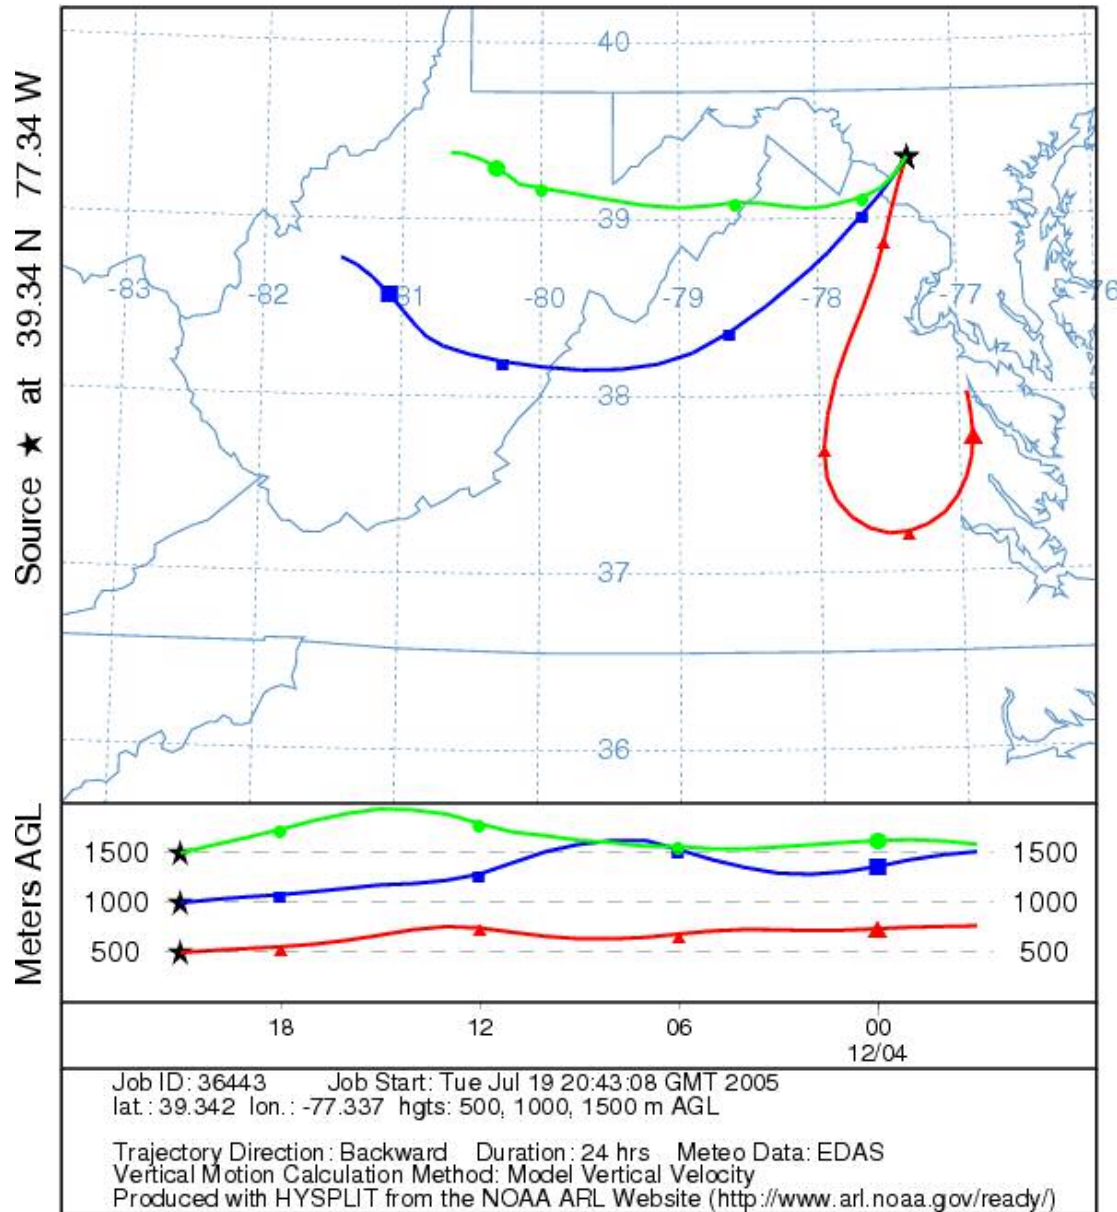 Source ★ at 39.34 N 77.34 W
40
39
-83 -82 -81 -80 -79 -78 -77 -76
38
37
36
Meters AGL
1500 1500
1000 1000
500 500
18 12 06 00
12/04
Job ID: 36443 Job Start: Tue Jul 19 20:43:08 GMT 2005
lat.: 39.342 lon.: -77.337 hgts: 500, 1000, 1500 m AGL
Trajectory Direction: Backward Duration: 24 hrs Meteo Data: EDAS
Vertical Motion Calculation Method: Model Vertical Velocity
Produced with HYSPLIT from the NOAA ARL Website (http://www.arl.noaa.gov/ready/)